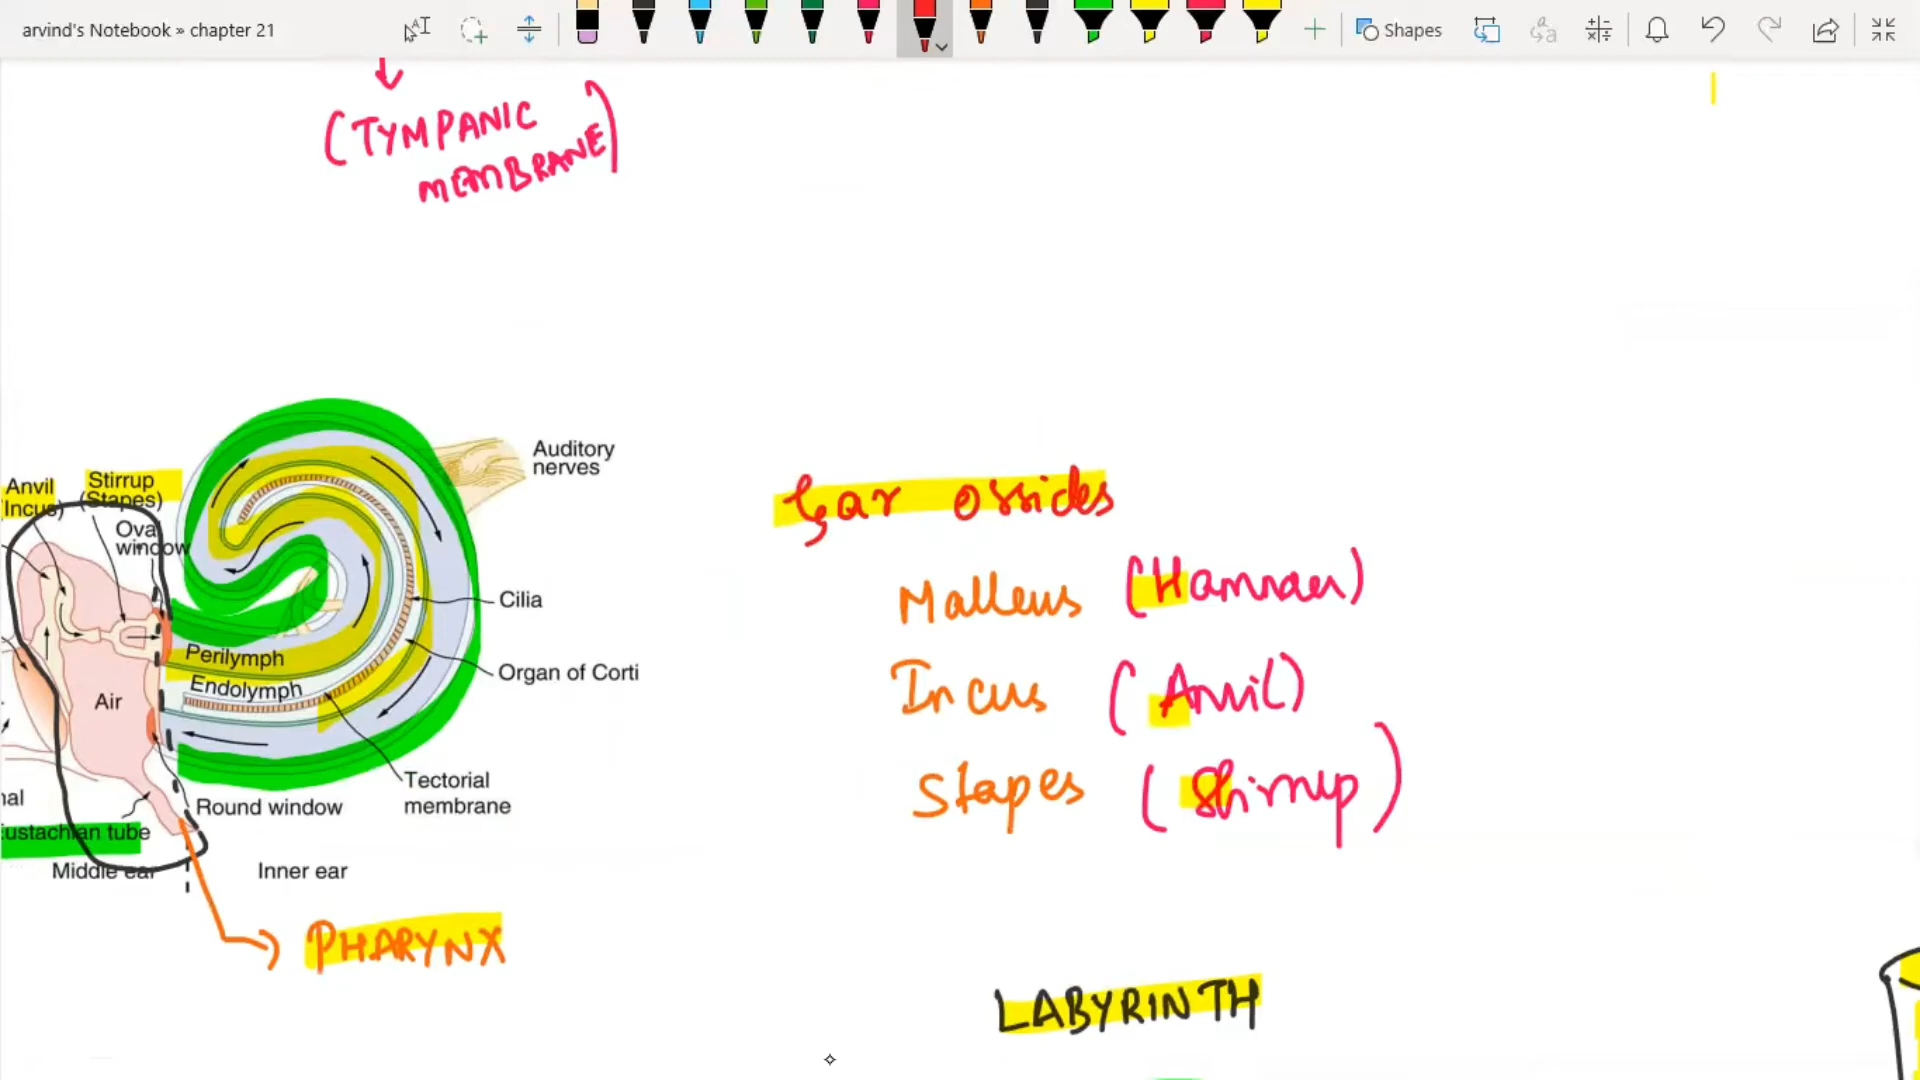 arvind's Notebook » chapter 21
Shapes
(TYMPANIC
MEMBRANE)
Auditory
nerves
Anvil
Incus)
Stirrup
(Stapes)
Oval
window
Cilia
Perilymph
Endolymph
Organ of Corti
Air
Tectorial
membrane
Round window
nal
ustachian tube
Middle ear
Inner ear
PHARYNX
Ear Ossicles
Malleus (Hammer)
Incus (Anvil)
Stapes (Stirrup)
LABYRINTH